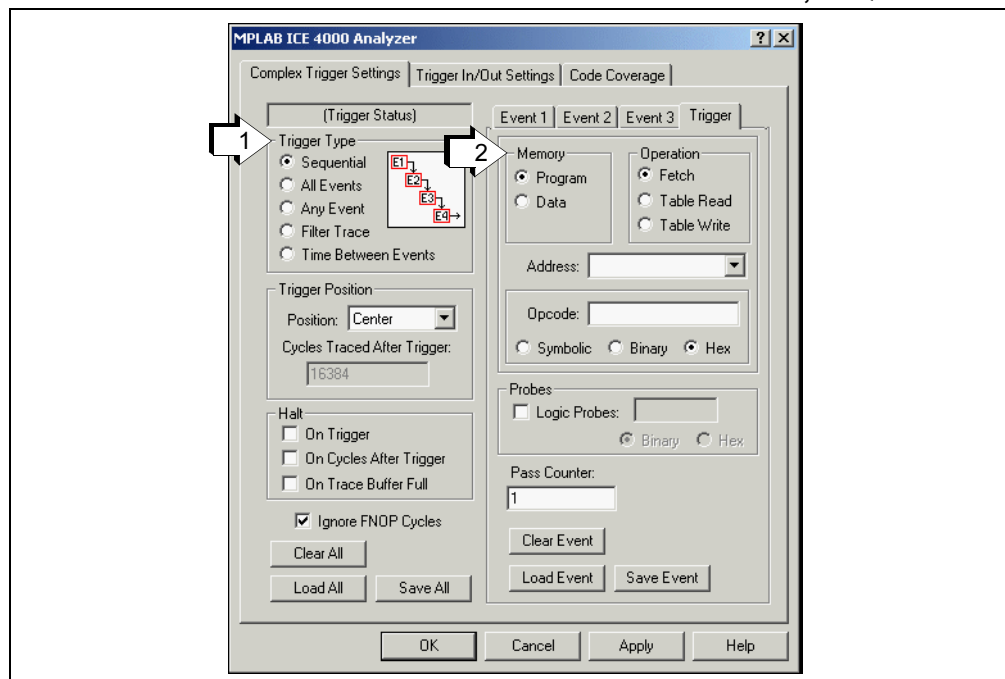 MPLAB ICE 4000 Analyzer
Complex Trigger Settings Trigger In/Out Settings Code Coverage
(Trigger Status)
1
Trigger Type
Sequential
All Events
Any Event
Filter Trace
Time Between Events
E1
E2
E3
E4
Trigger Position
Position: Center
Cycles Traced After Trigger:
16384
Halt
On Trigger
On Cycles After Trigger
On Trace Buffer Full
Ignore FNOP Cycles
Clear All
Load All Save All
Event 1 Event 2 Event 3 Trigger
2
Memory
Program
Data
Operation
Fetch
Table Read
Table Write
Address:
Opcode:
Symbolic Binary Hex
Probes
Logic Probes:
Binary Hex
Pass Counter:
1
Clear Event
Load Event Save Event
OK Cancel Apply Help